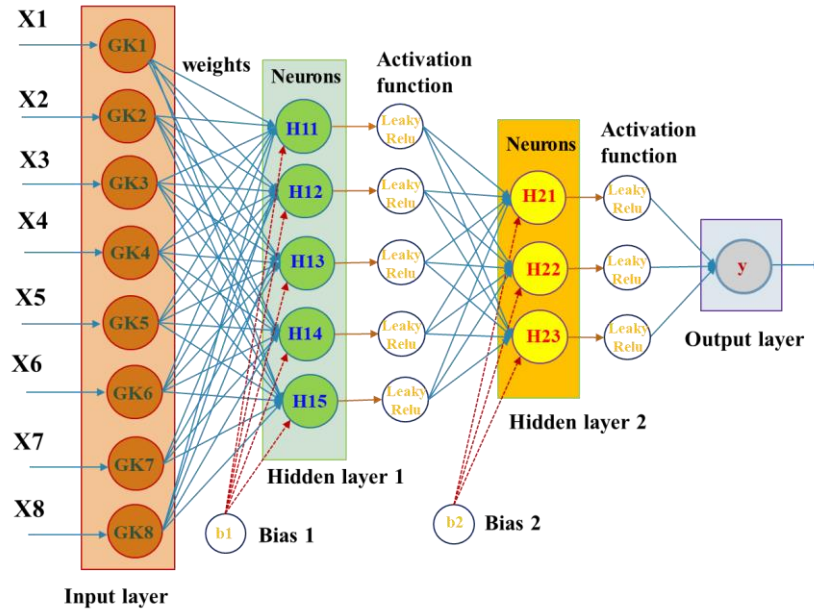 X1
X2
X3
X4
X5
X6
X7
X8
GK1
GK2
GK3
GK4
GK5
GK6
GK7
GK8
Input layer
weights
Neurons
H11
H12
H13
H14
H15
Hidden layer 1
b1
Bias 1
Activation
function
Leaky
Relu
Leaky
Relu
Leaky
Relu
Leaky
Relu
Leaky
Relu
Neurons
H21
H22
H23
Hidden layer 2
b2
Bias 2
Activation
function
Leaky
Relu
Leaky
Relu
Leaky
Relu
y
Output layer